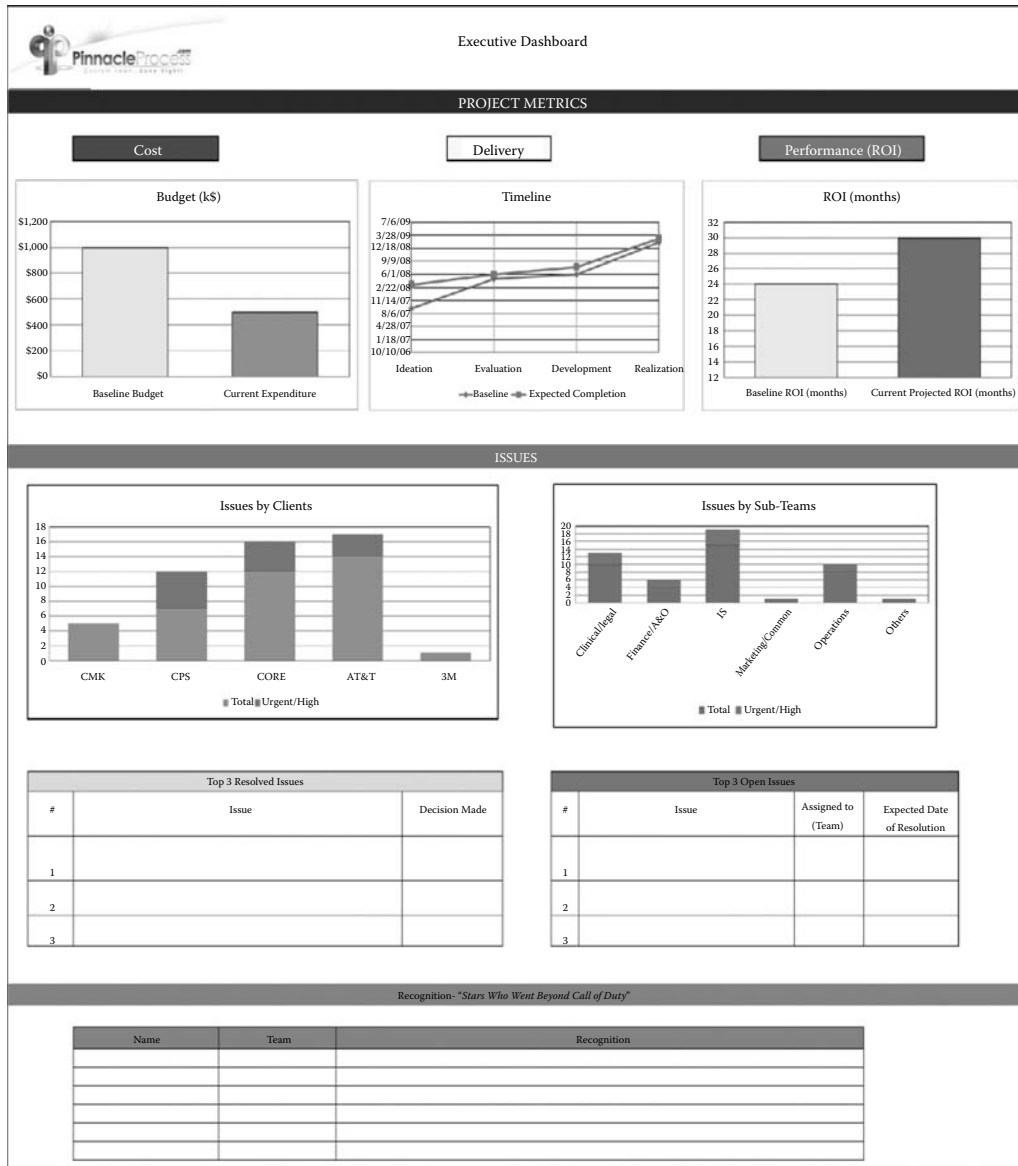 PinnacleProcess.com
Executive Dashboard
PROJECT METRICS
Cost
Delivery
Performance (ROI)
Budget (k$)
$1,200
$1,000
$800
$600
$400
$200
$0
Baseline Budget
Current Expenditure
Timeline
7/6/09
3/28/09
12/18/08
9/9/08
6/1/08
2/22/08
11/14/07
8/6/07
4/28/07
1/18/07
10/10/06
Ideation
Evaluation
Development
Realization
Baseline
Expected Completion
ROI (months)
32
30
28
26
24
22
20
18
16
14
12
Baseline ROI (months)
Current Projected ROI (months)
ISSUES
Issues by Clients
18
16
14
12
10
8
6
4
2
0
CMK
CPS
CORE
AT&T
3M
Total
Urgent/High
Issues by Sub-Teams
20
18
16
14
12
10
8
6
4
2
0
Clinical/legal
Finance/A&O
IS
Marketing/Common
Operations
Others
Total
Urgent/High
Top 3 Resolved Issues
#
Issue
Decision Made
1
2
3
Top 3 Open Issues
#
Issue
Assigned to
(Team)
Expected Date
of Resolution
1
2
3
Recognition- “Stars Who Went Beyond Call of Duty”
Name
Team
Recognition